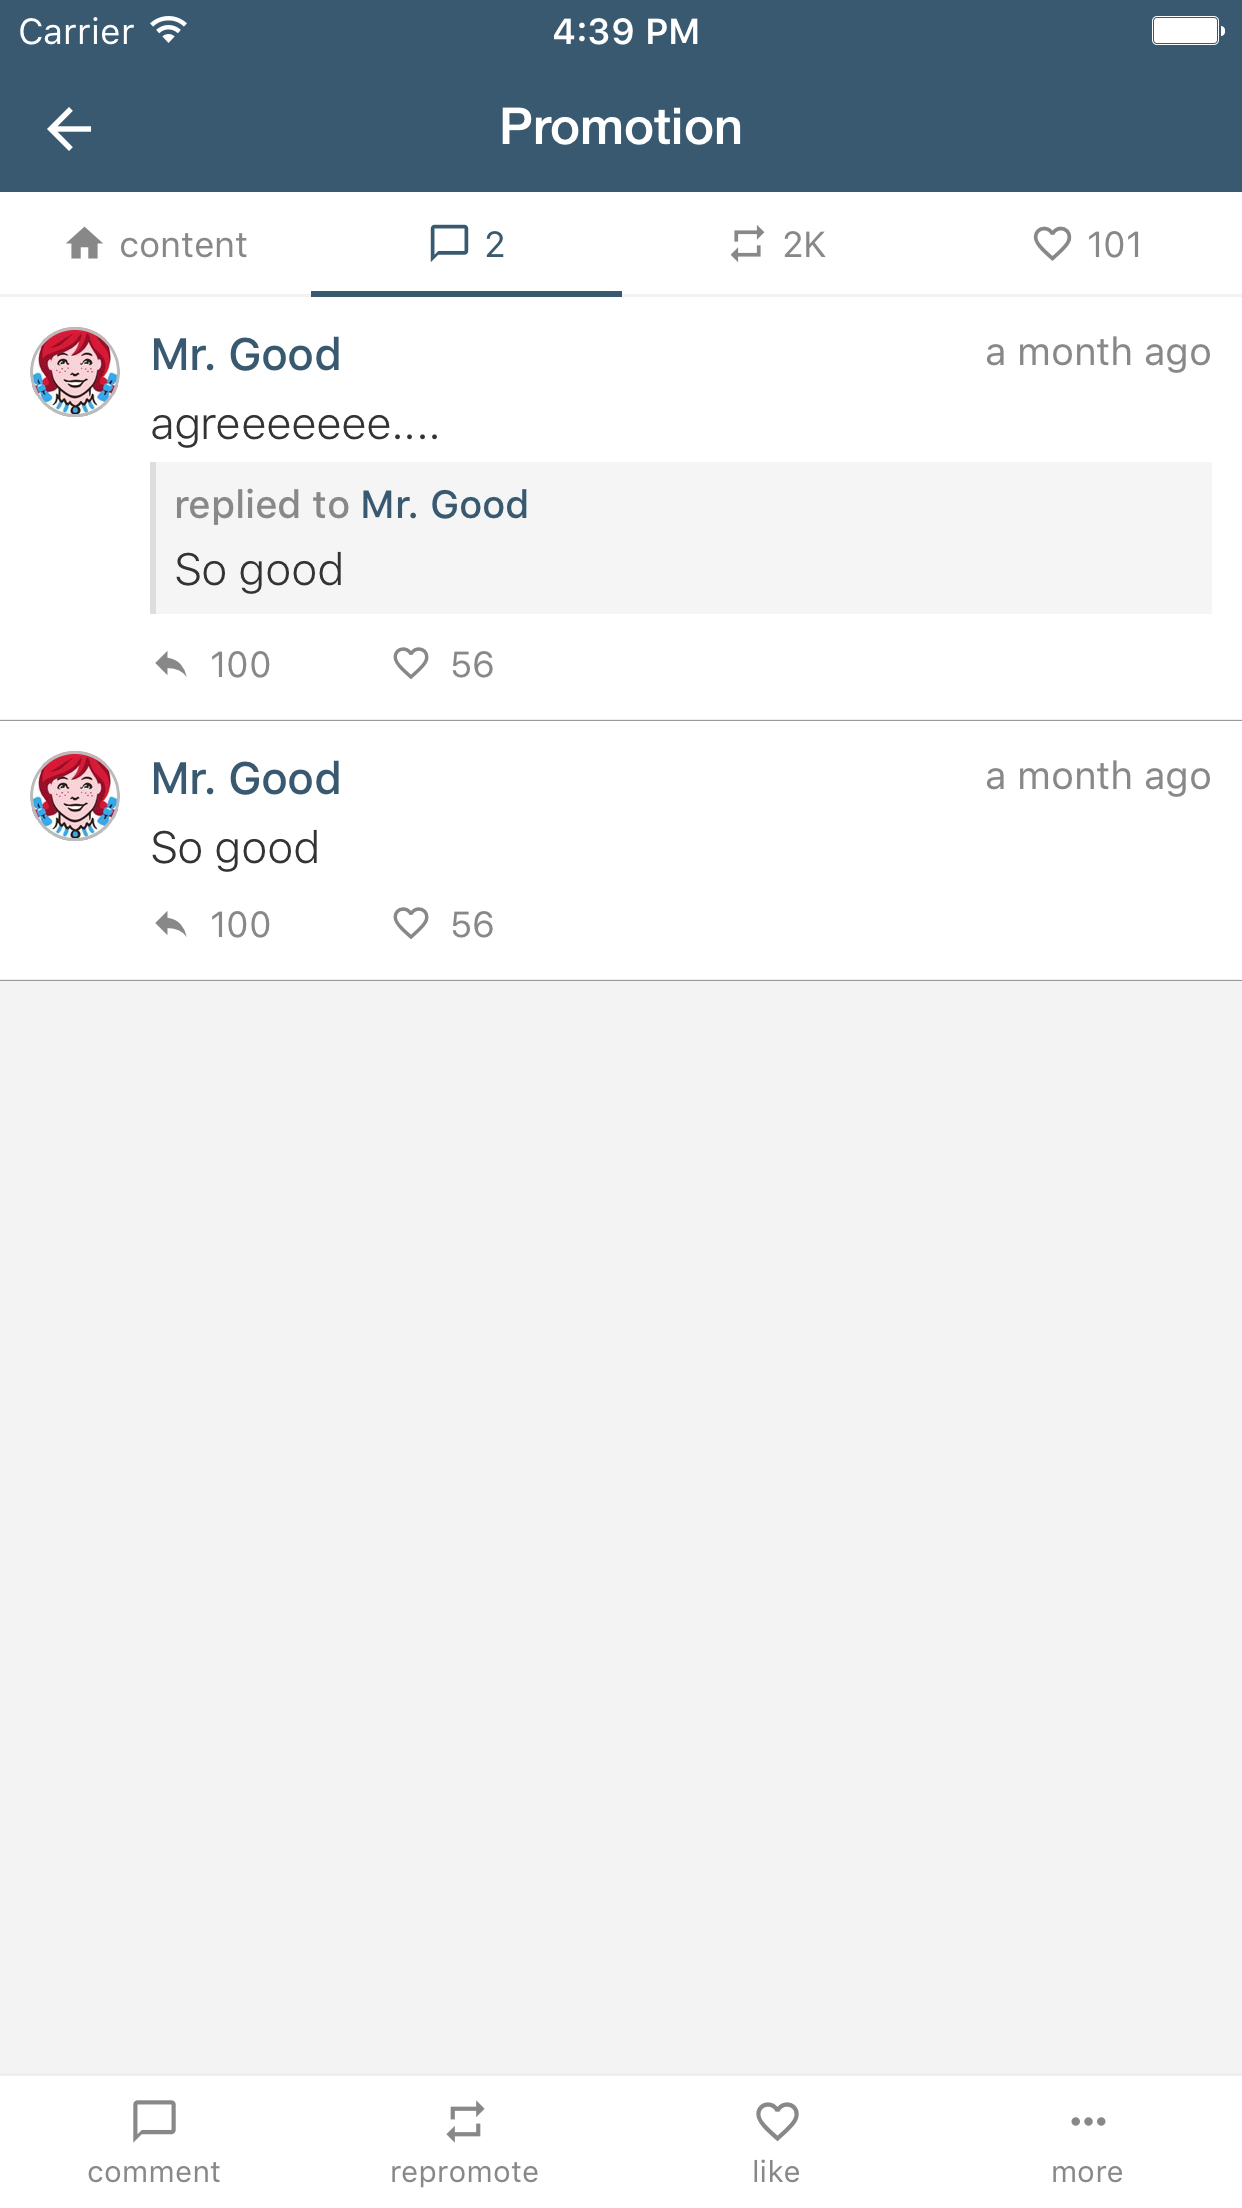 Carrier 4:39 PM
Promotion
content 2 2K 101
Mr. Good a month ago
agreeeeeee....
replied to Mr. Good
So good
100 56
Mr. Good a month ago
So good
100 56
comment repromote like more